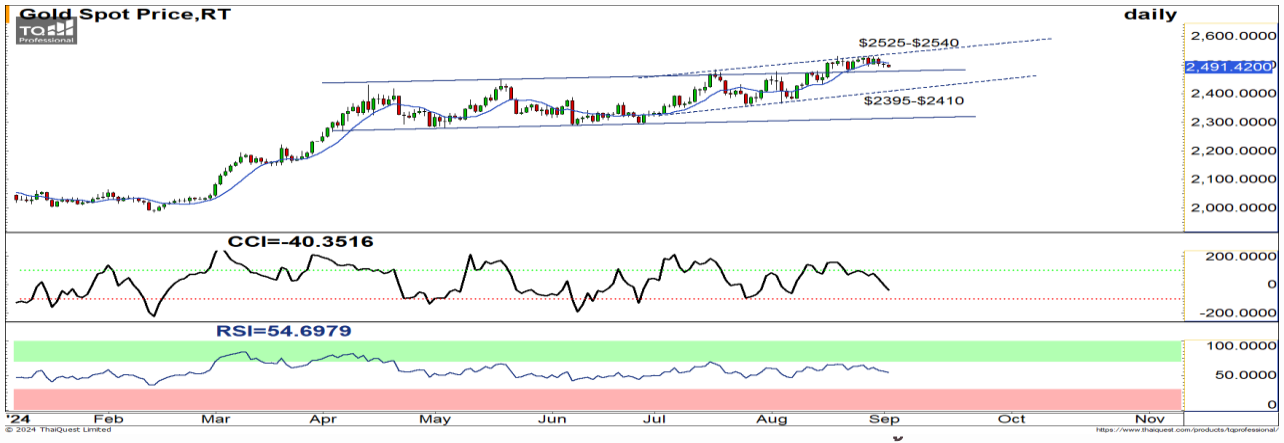 Gold Spot Price,RT
daily
TQ
Professional
2,600.0000
$2525-$2540
2,491.4200
2,400.0000
$2395-$2410
2,300.0000
2,200.0000
2,100.0000
2,000.0000
CCI=-40.3516
200.0000
0
-200.0000
RSI=54.6979
100.0000
50.0000
0
'24 Feb Mar Apr May Jun Jul Aug Sep Oct Nov
© 2024 ThaiQuest Limited
https://www.thaiquest.com/products/tqprofessional/